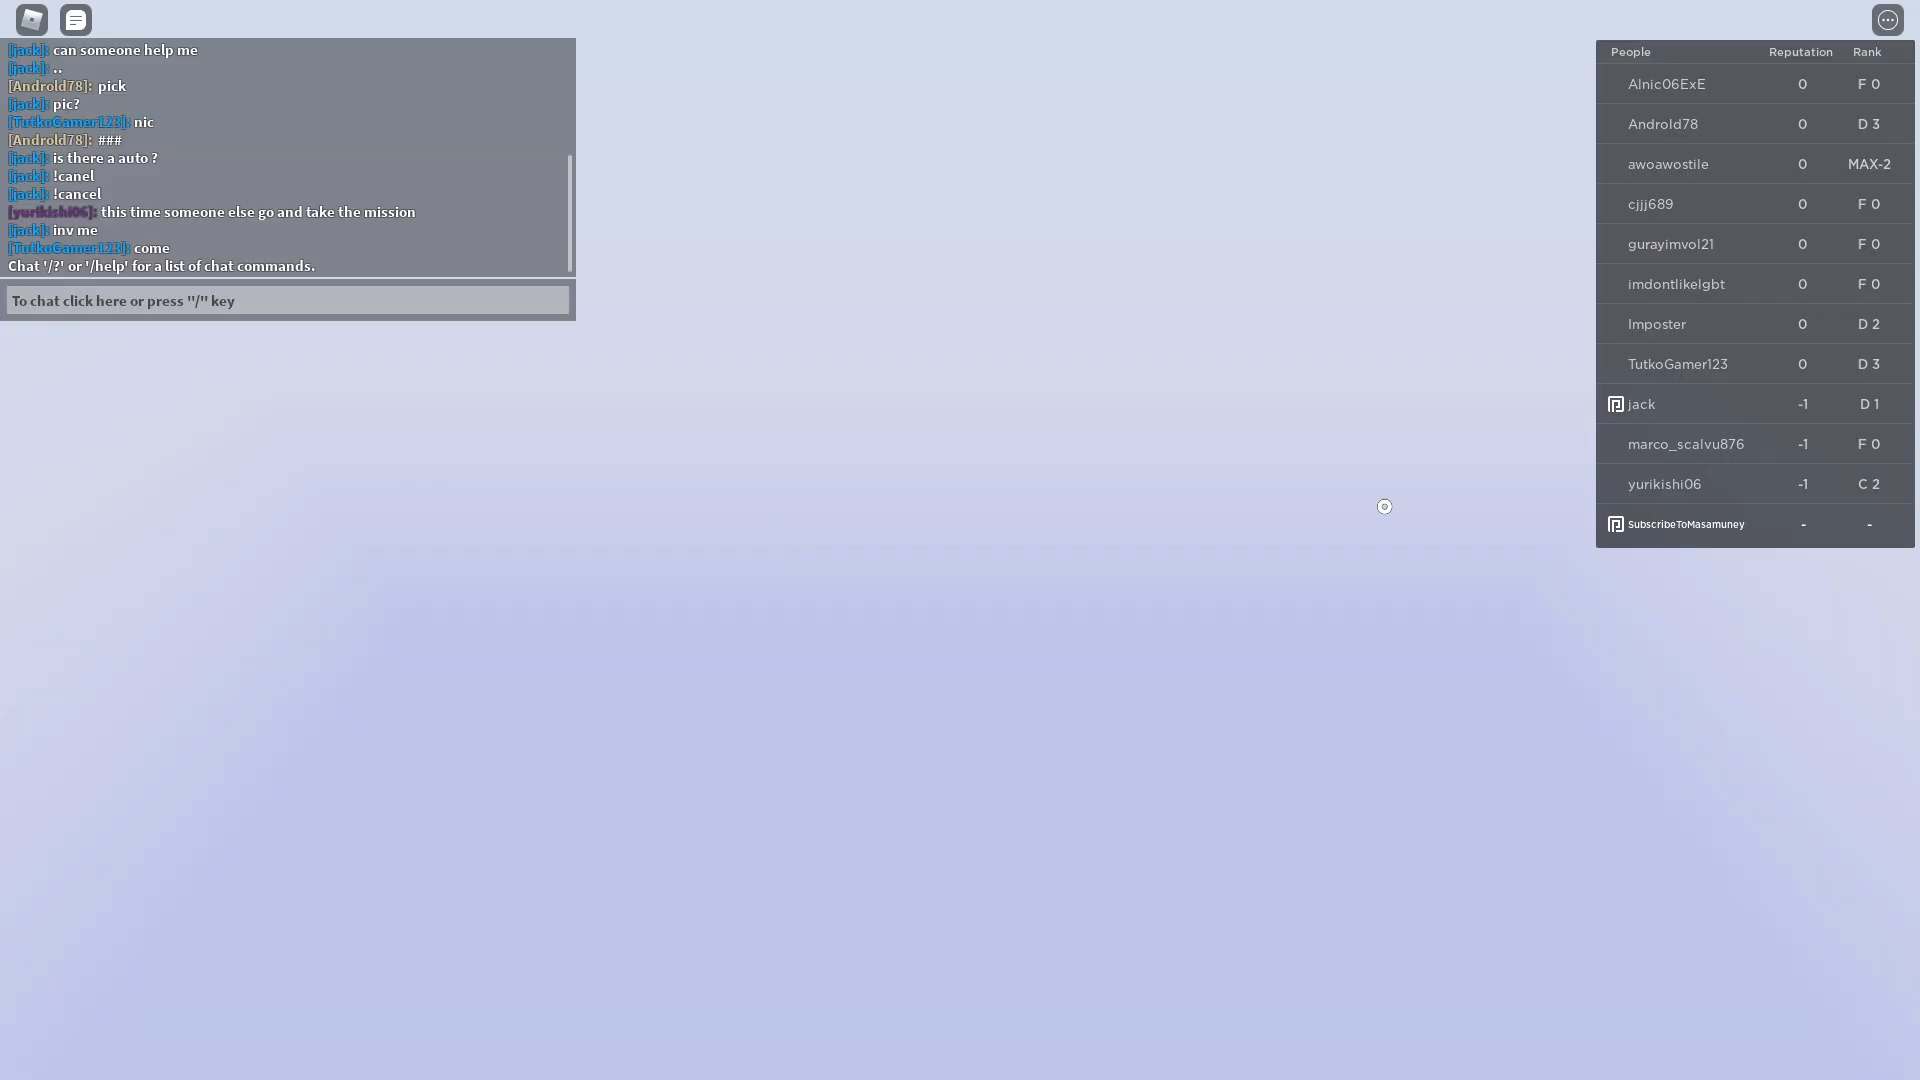 [jack]: can someone help me
[jack]: ..
[Androld78]: pick
[jack]: pic?
[TutkoGamer123]: nic
[Androld78]: ###
[jack]: is there a auto ?
[jack]: !canel
[jack]: !cancel
[yurikishi06]: this time someone else go and take the mission
[jack]: inv me
[TutkoGamer123]: come
Chat '/?' or '/help' for a list of chat commands.
To chat click here or press "/" key
People Reputation Rank
Alnic06ExE 0 F 0
Androld78 0 D 3
awoawostile 0 MAX-2
cjjj689 0 F 0
gurayimvol21 0 F 0
imdontlikelgbt 0 F 0
Imposter 0 D 2
TutkoGamer123 0 D 3
jack -1 D 1
marco_scalvu876 -1 F 0
yurikishi06 -1 C 2
SubscribeToMasamuney - -